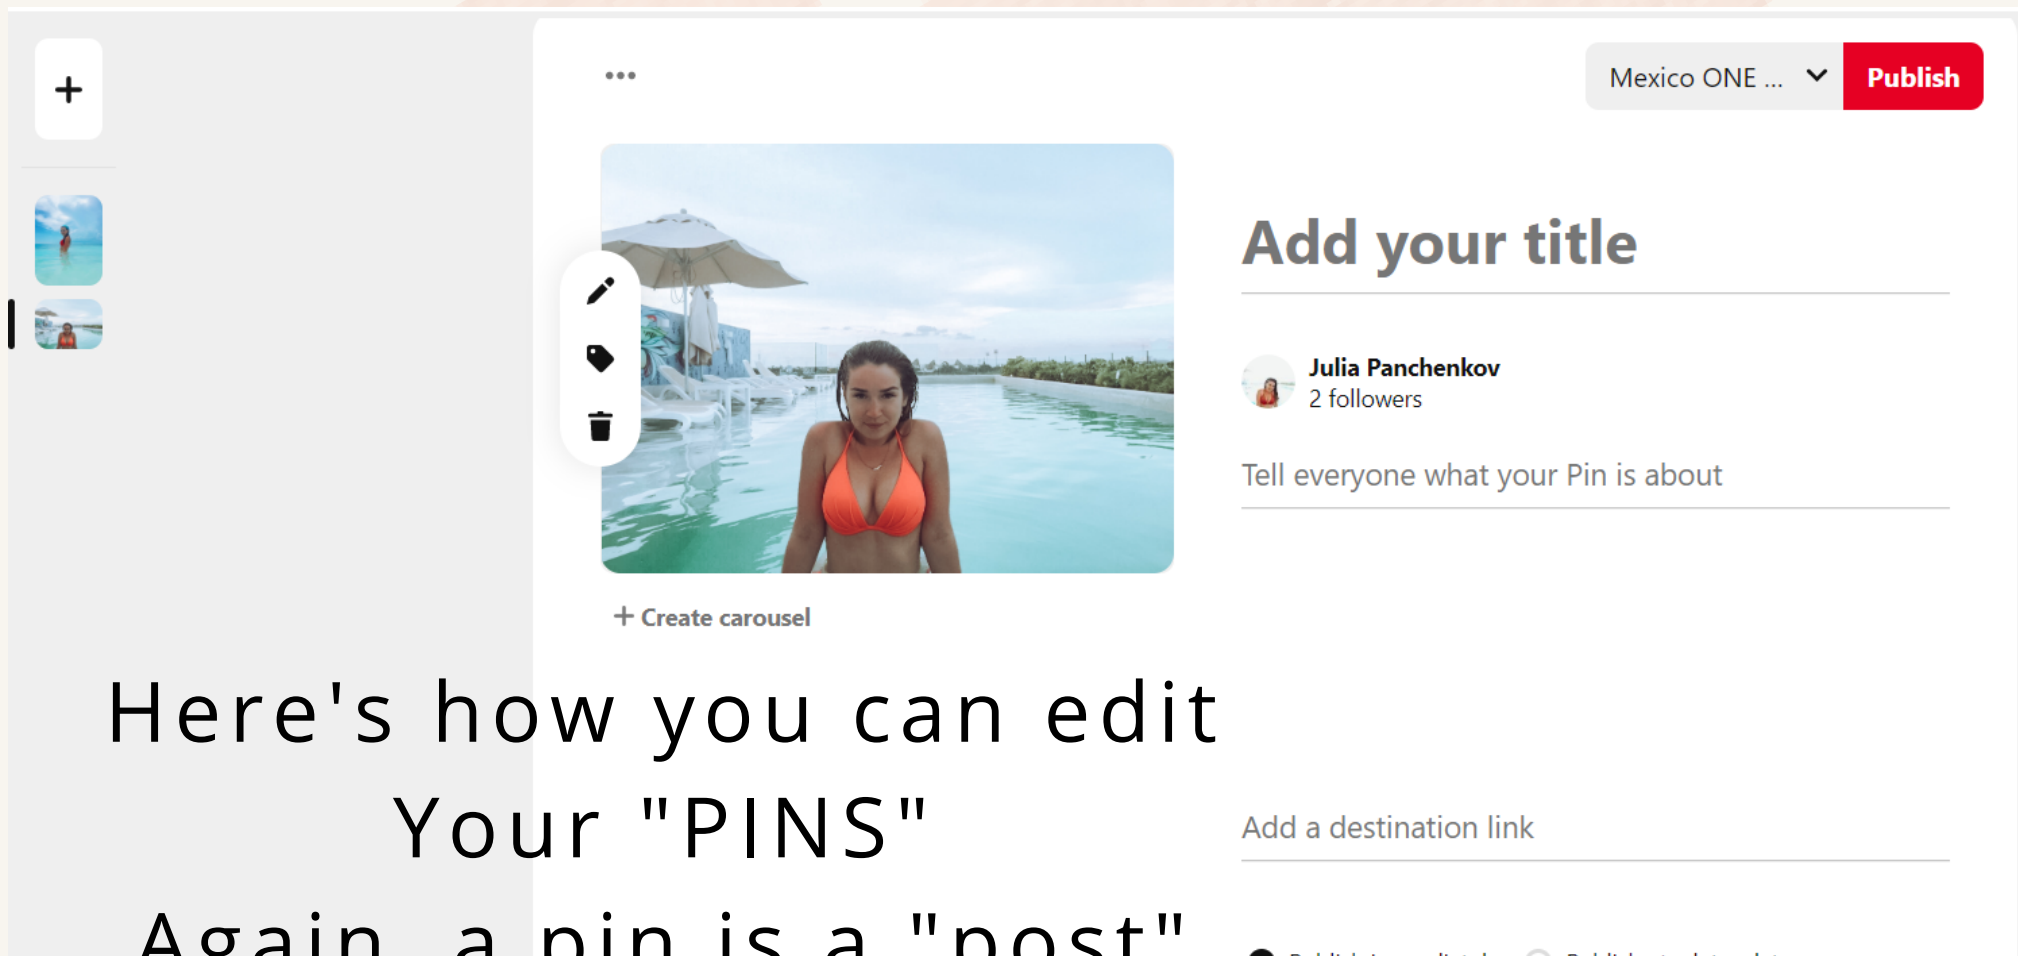 Mexico ONE ...
Publish
Add your title
Julia Panchenkov
2 followers
Tell everyone what your Pin is about
+ Create carousel
Here's how you can edit
Your "PINS"
Again, a pin is a "post"
Add a destination link